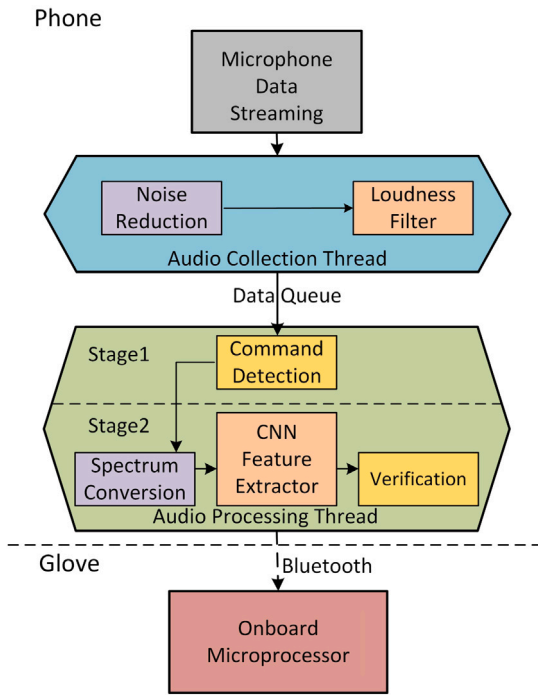 Phone
Microphone
Data
Streaming
Noise
Reduction
Loudness
Filter
Audio Collection Thread
Data Queue
Stage1
Command
Detection
Stage2
CNN
Feature
Extractor
Spectrum
Conversion
Verification
Audio Processing Thread
Glove
Bluetooth
Onboard
Microprocessor